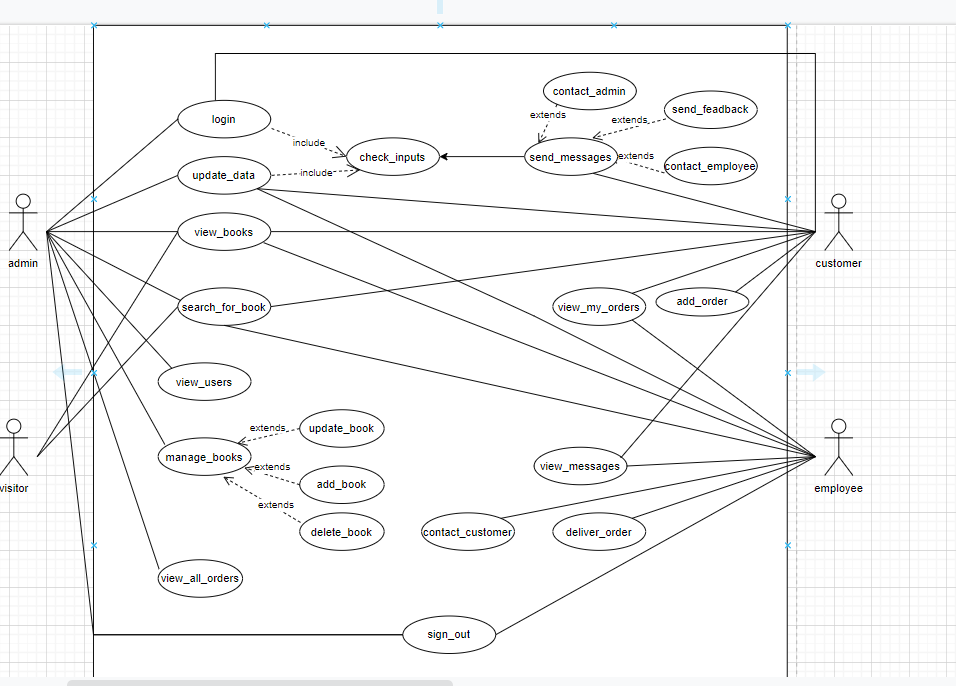 contact_admin
send_feadback
extends
extends
login
include
check_inputs
send_messages
extends
contact_employee
update_data
include
view_books
admin
customer
search_for_book
view_my_orders
add_order
view_users
update_book
extends
manage_books
extends
add_book
view_messages
visitor
employee
extends
delete_book
contact_customer
deliver_order
view_all_orders
sign_out